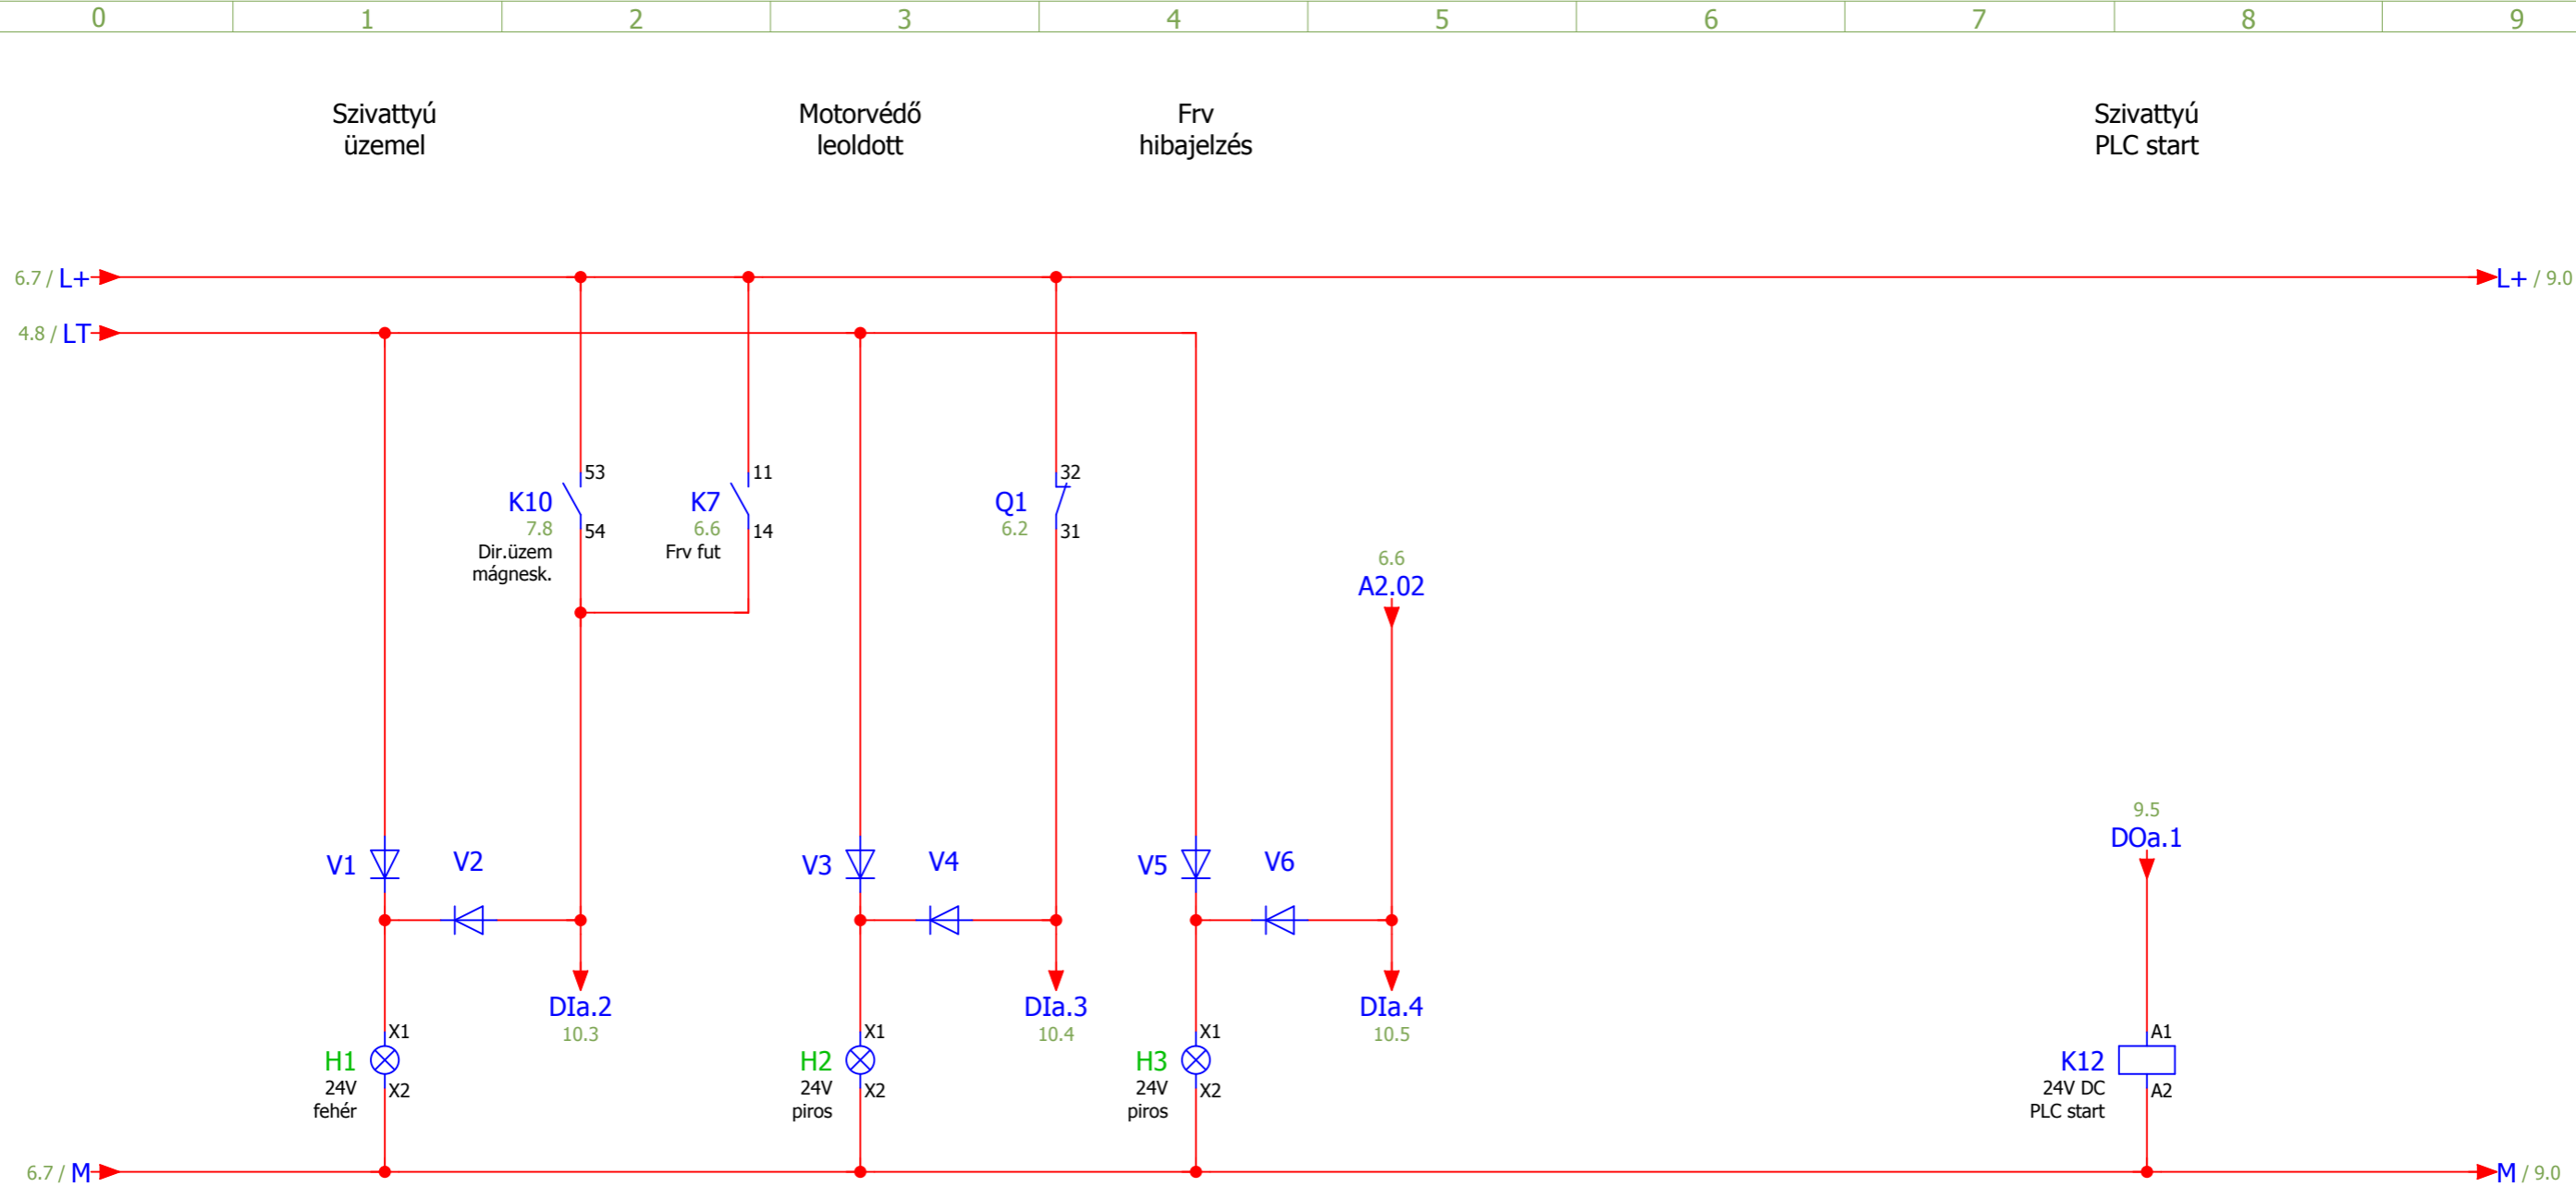 0 1 2 3 4 5 6 7 8 9
Szivattyú
üzemel
Motorvédő
leoldott
Frv
hibajelzés
Szivattyú
PLC start
6.7 / L+
L+ / 9.0
4.8 / LT
53
K10
7.8
54
Dir.üzem
mágnesk.
11
K7
6.6
14
Frv fut
32
Q1
6.2
31
6.6
A2.02
9.5
DOa.1
V1
V2
V3
V4
V5
V6
DIa.2
10.3
DIa.3
10.4
DIa.4
10.5
X1
H1
24V
X2
fehér
X1
H2
24V
X2
piros
X1
H3
24V
X2
piros
A1
K12
24V DC
A2
PLC start
6.7 / M
M / 9.0